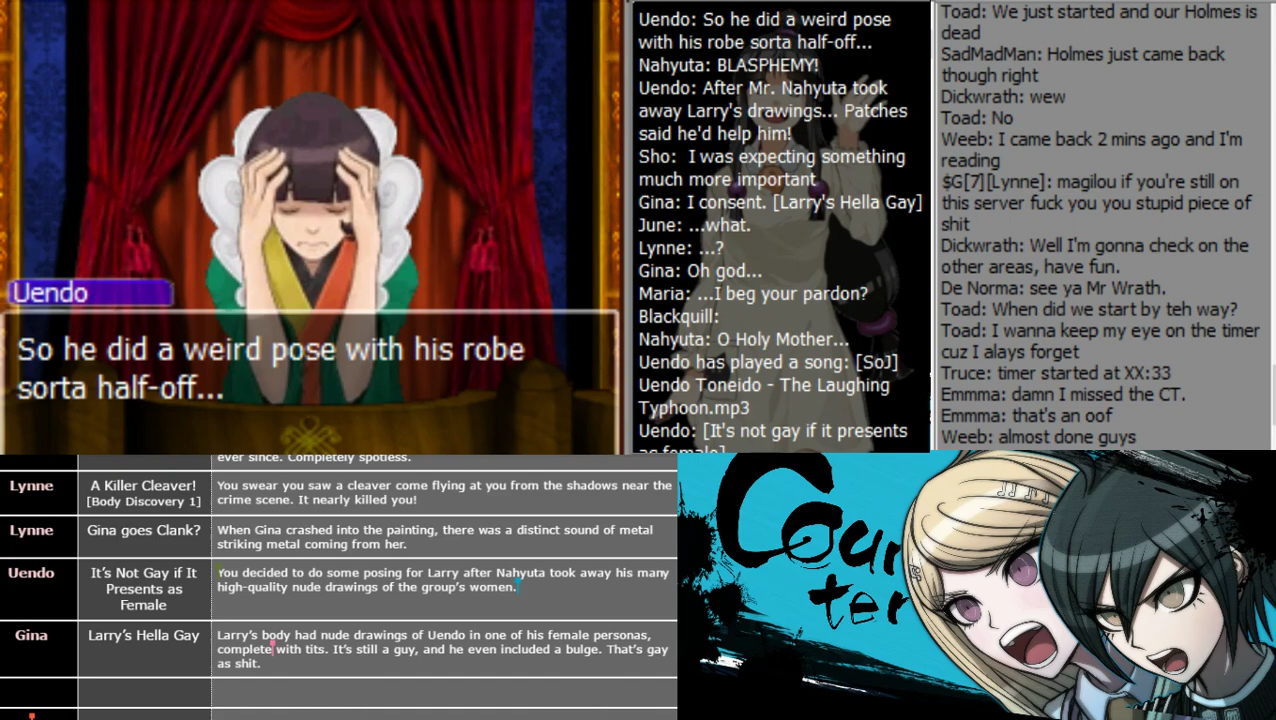 Uendo
So he did a weird pose with his robe
sorta half-off...
Uendo: So he did a weird pose
with his robe sorta half-off...
Nahyuta: BLASPHEMY!
Uendo: After Mr. Nahyuta took
away Larry's drawings... Patches
said he'd help him!
Sho: I was expecting something
much more important
Gina: I consent. [Larry's Hella Gay]
June: ...what.
Lynne: ...?
Gina: Oh god...
Maria: ...I beg your pardon?
Blackquill:
Nahyuta: O Holy Mother...
Uendo has played a song: [SoJ]
Uendo Toneido - The Laughing
Typhoon.mp3
Uendo: [It's not gay if it presents
as female]
Toad: We just started and our Holmes is
dead
SadMadMan: Holmes just came back
though right
Dickwrath: wew
Toad: No
Weeb: I came back 2 mins ago and I'm
reading
$G[7][Lynne]: magilou if you're still on
this server fuck you you stupid piece of
shit
Dickwrath: Well I'm gonna check on the
other areas, have fun.
De Norma: see ya Mr Wrath.
Toad: When did we start by teh way?
Toad: I wanna keep my eye on the timer
cuz I alays forget
Truce: timer started at XX:33
Emmma: damn I missed the CT.
Emmma: that's an oof
Weeb: almost done guys
ever since. Completely spotless.
Lynne
A Killer Cleaver!
[Body Discovery 1]
You swear you saw a cleaver come flying at you from the shadows near the
crime scene. It nearly killed you!
Lynne
Gina goes Clank?
When Gina crashed into the painting, there was a distinct sound of metal
striking metal coming from her.
Uendo
It's Not Gay if It
Presents as
Female
You decided to do some posing for Larry after Nahyuta took away his many
high-quality nude drawings of the group's women.
Gina
Larry's Hella Gay
Larry's body had nude drawings of Uendo in one of his female personas,
complete with tits. It's still a guy, and he even included a bulge. That's gay
as shit.
Coun
ter